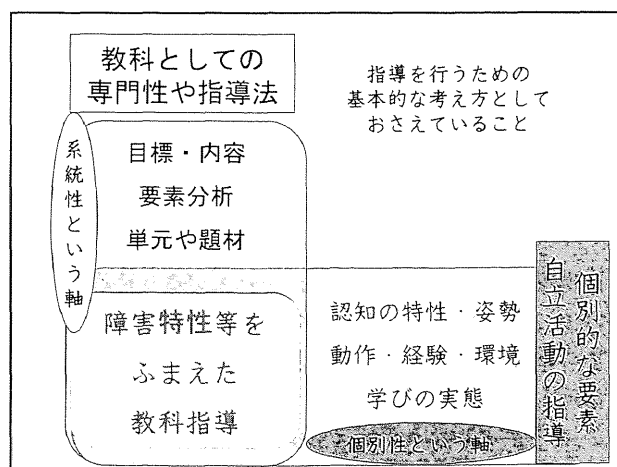 教科としての
専門性や指導法
指導を行うための
基本的な考え方として
おさえていること
系統性という軸
目標・内容
要素分析
単元や題材
障害特性等を
ふまえた
教科指導
認知の特性・姿勢
動作・経験・環境
学びの実態
個別性という軸
個別的な要素
自立活動の指導